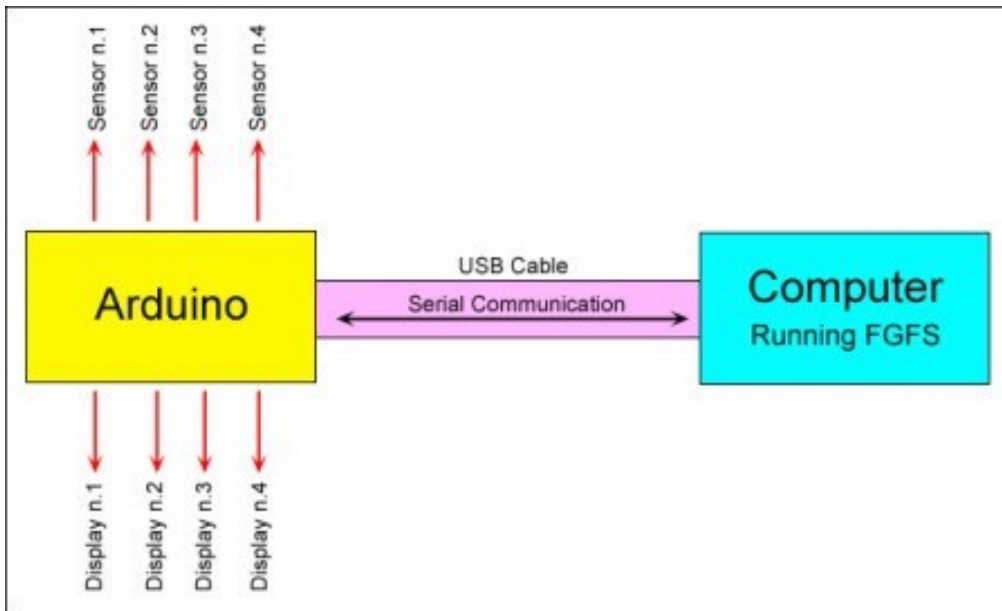 Sensor n.1
Sensor n.2
Sensor n.3
Sensor n.4
Arduino
USB Cable
Serial Communication
Computer
Running FGFS
Display n.1
Display n.2
Display n.3
Display n.4